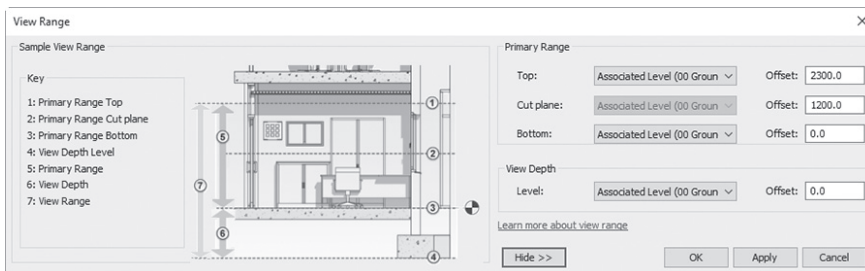 View Range
Sample View Range
Key
1: Primary Range Top
2: Primary Range Cut plane
3: Primary Range Bottom
4: View Depth Level
5: Primary Range
6: View Depth
7: View Range
1
5
2
7
3
6
4
Primary Range
Top: Associated Level (00 Groun Offset: 2300.0
Cut plane: Associated Level (00 Groun Offset: 1200.0
Bottom: Associated Level (00 Groun Offset: 0.0
View Depth
Level: Associated Level (00 Groun Offset: 0.0
Learn more about view range
Hide >> OK Apply Cancel